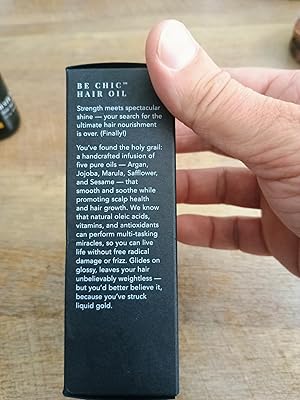 BE CHIC™
HAIR OIL
Strength meets spectacular
shine — your search for the
ultimate hair nourishment
is over. (Finally!)
You've found the holy grail:
a handcrafted infusion of
five pure oils — Argan,
Jojoba, Marula, Safflower,
and Sesame — that
smooth and soothe while
promoting scalp health
and hair growth. We know
that natural oleic acids,
vitamins, and antioxidants
can perform multi-tasking
miracles, so you can live
life without free radical
damage or frizz. Glides on
glossy, leaves your hair
unbelievably weightless —
but you'd better believe it,
because you've struck
liquid gold.